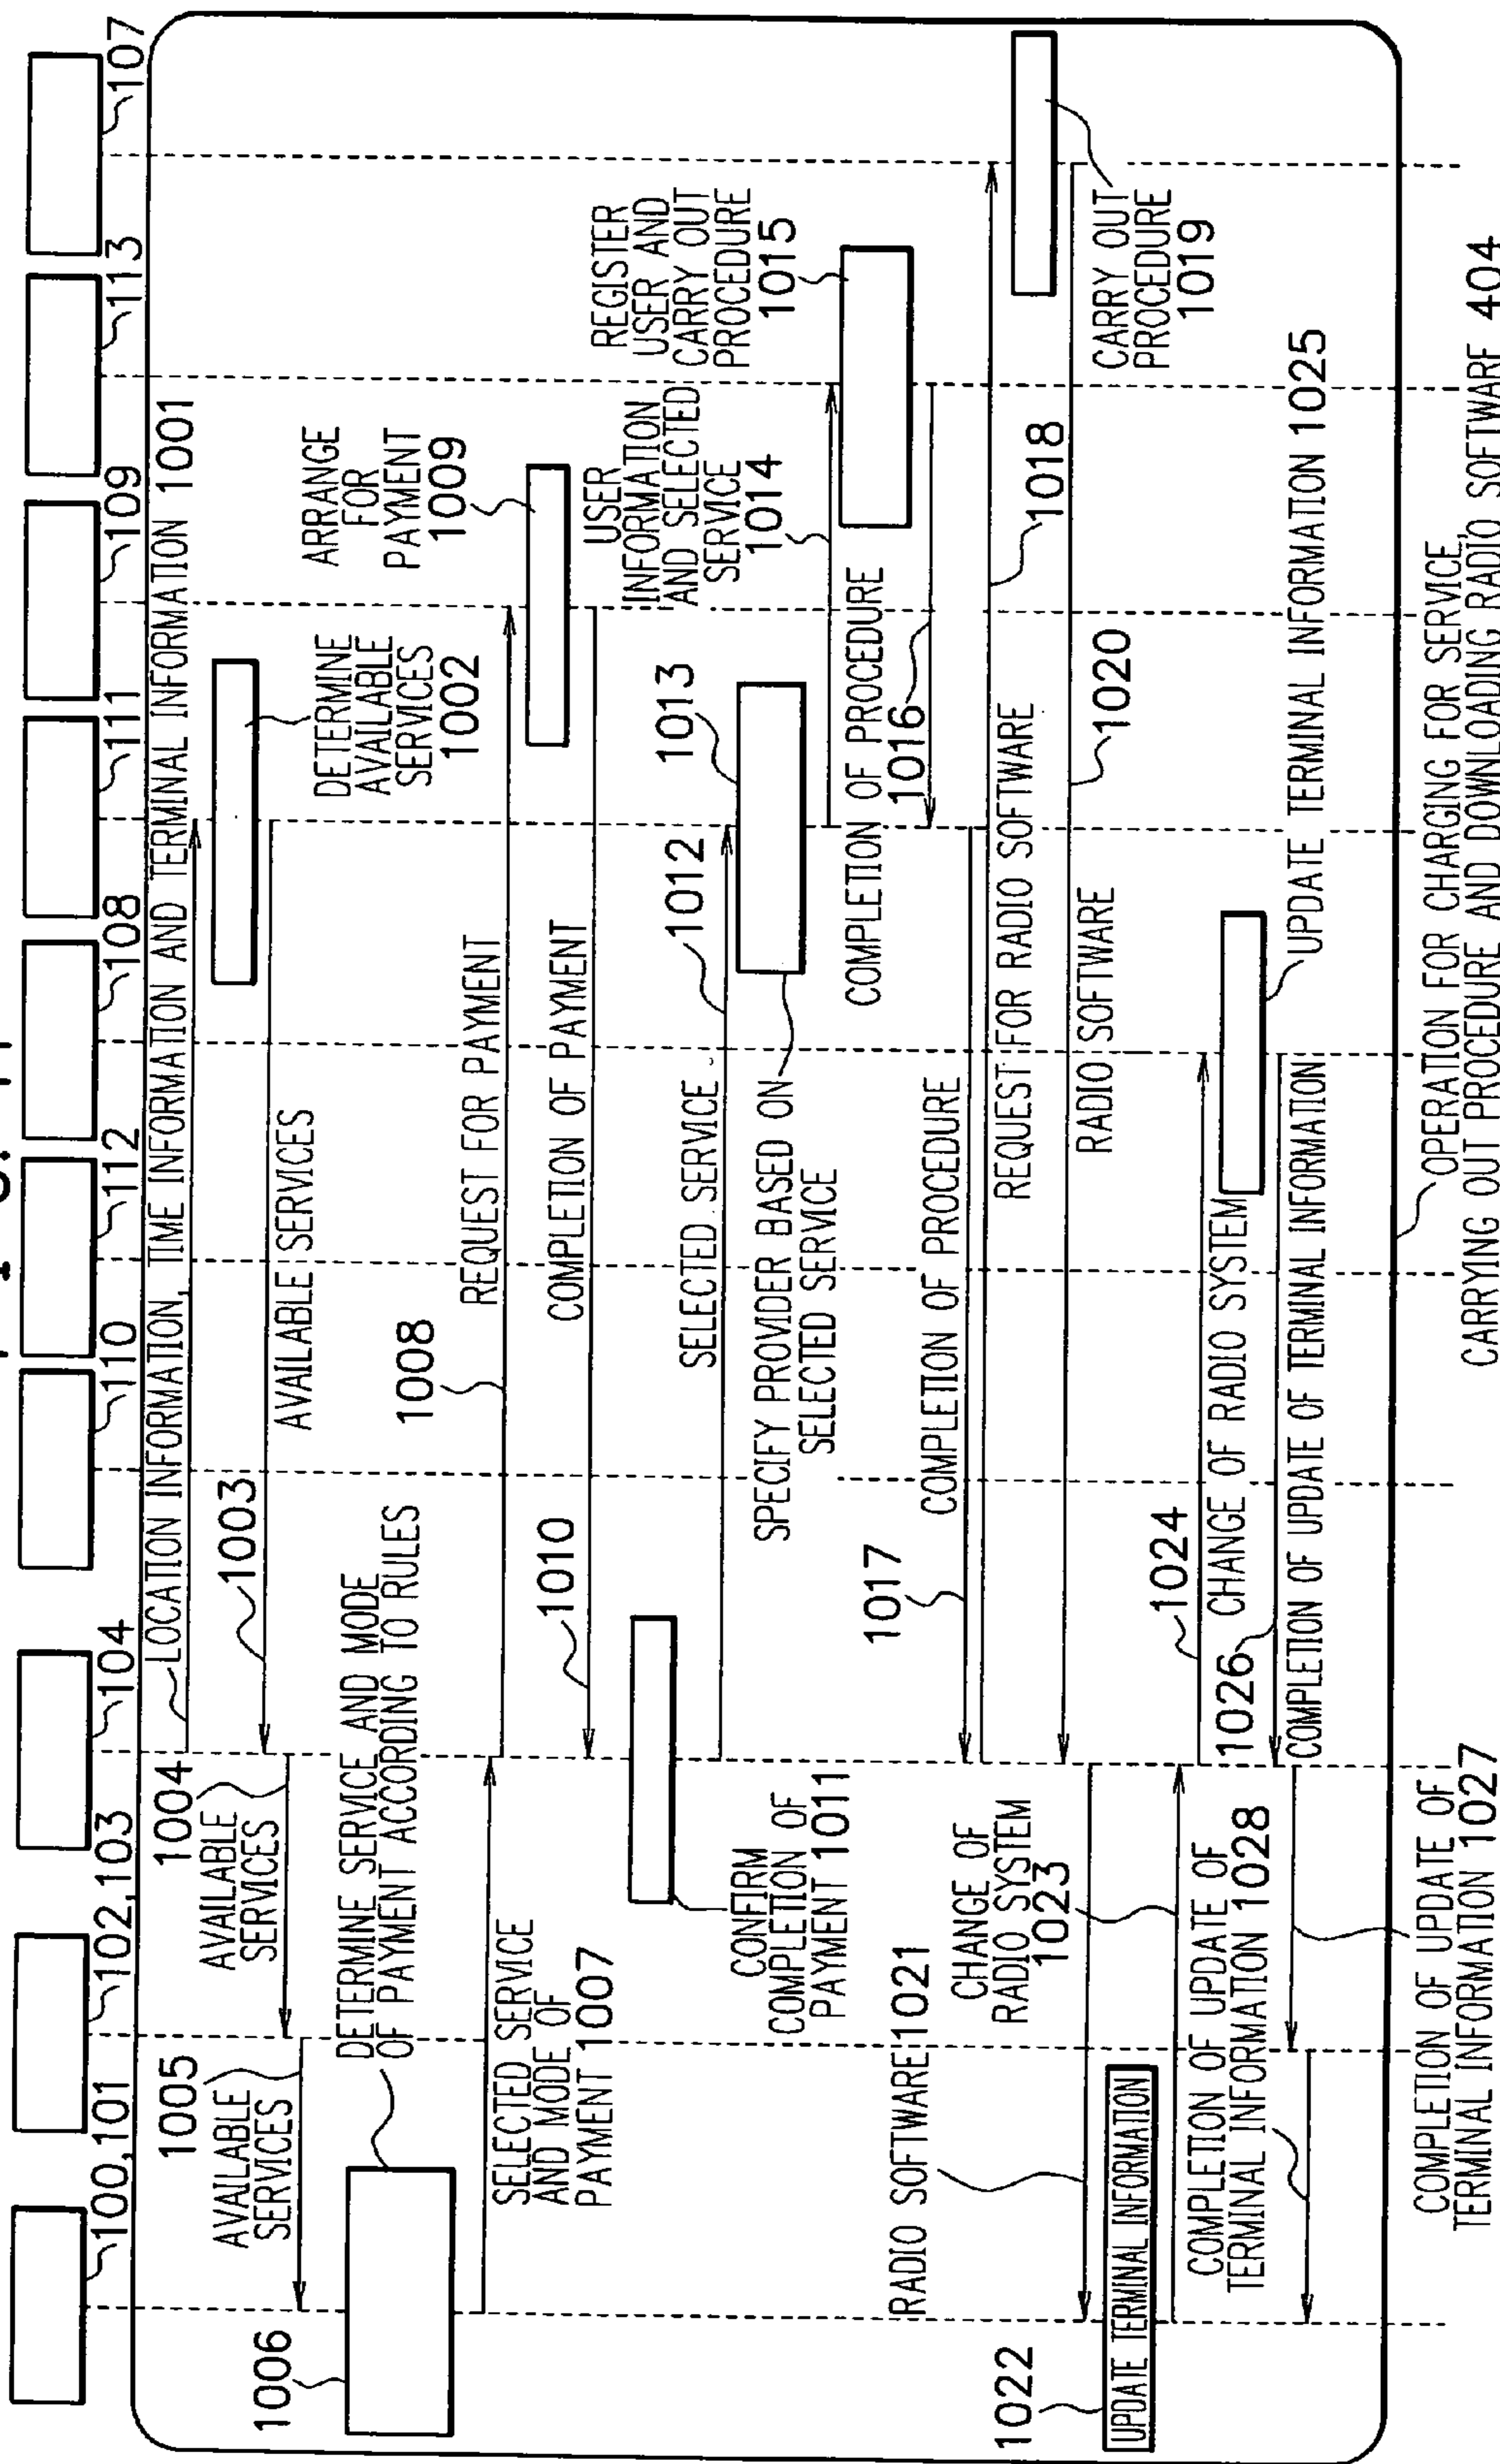 100,101
102,103
104
110
112
108
111
109
113
107
LOCATION INFORMATION, TIME INFORMATION AND TERMINAL INFORMATION 1001
DETERMINE
AVAILABLE
SERVICES
1002
1003
AVAILABLE SERVICES
1004
AVAILABLE
SERVICES
1005
AVAILABLE
SERVICES
1006
DETERMINE SERVICE AND MODE
OF PAYMENT ACCORDING TO RULES
SELECTED SERVICE
AND MODE OF
PAYMENT 1007
1008
REQUEST FOR PAYMENT
ARRANGE
FOR
PAYMENT
1009
1010
COMPLETION OF PAYMENT
CONFIRM
COMPLETION OF
PAYMENT 1011
SELECTED SERVICE
1012
1013
SPECIFY PROVIDER BASED ON
SELECTED SERVICE
USER
INFORMATION
AND SELECTED
SERVICE
1014
REGISTER
USER AND
CARRY OUT
PROCEDURE
1015
COMPLETION OF PROCEDURE
1016
1017
COMPLETION OF PROCEDURE
REQUEST FOR RADIO SOFTWARE
1018
CARRY OUT
PROCEDURE
1019
1020
RADIO SOFTWARE
RADIO SOFTWARE 1021
1022
UPDATE TERMINAL INFORMATION
CHANGE OF
RADIO SYSTEM
1023
1024
CHANGE OF RADIO SYSTEM
UPDATE TERMINAL INFORMATION 1025
1026
COMPLETION OF UPDATE OF TERMINAL INFORMATION
COMPLETION OF UPDATE OF
TERMINAL INFORMATION 1028
COMPLETION OF UPDATE OF
TERMINAL INFORMATION 1027
OPERATION FOR CHARGING FOR SERVICE,
CARRYING OUT PROCEDURE AND DOWNLOADING RADIO SOFTWARE 404